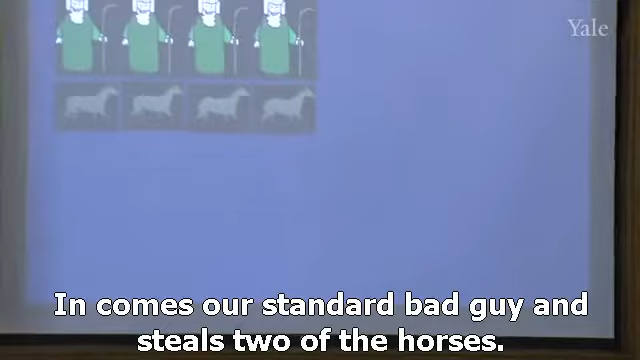 Yale
In comes our standard bad guy and
steals two of the horses.